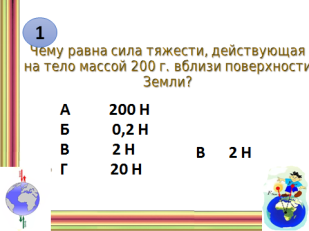 1
Чему равна сила тяжести, действующая
на тело массой 200 г. вблизи поверхности
Земли?
А 200 Н
Б 0,2 Н
В 2 Н
Г 20 Н
В 2 Н